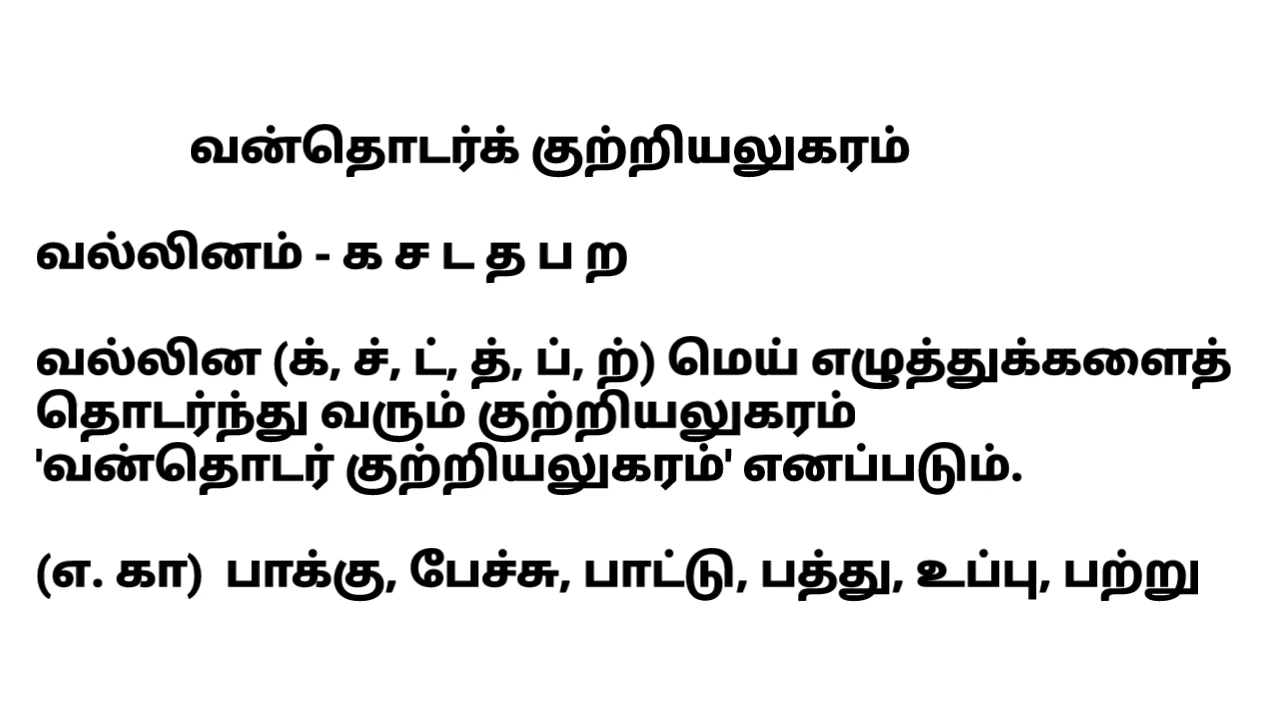 வன்தொடர்க் குற்றியலுகரம்
வல்லினம் - க ச ட த ப ற
வல்லின (க், ச், ட், த், ப், ற்) மெய் எழுத்துக்களைத்
தொடர்ந்து வரும் குற்றியலுகரம்
'வன்தொடர் குற்றியலுகரம்' எனப்படும்.
(எ. கா) பாக்கு, பேச்சு, பாட்டு, பத்து, உப்பு, பற்று